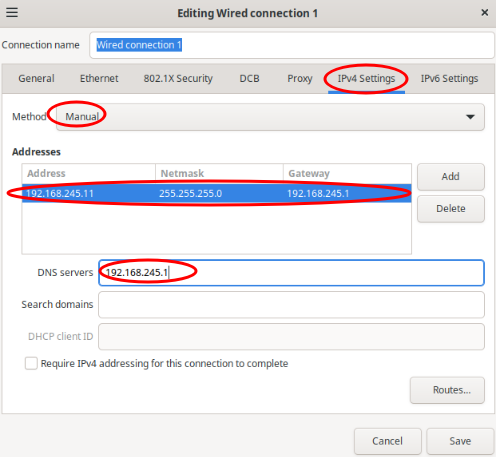 Editing Wired connection 1
Connection name Wired connection 1
General Ethernet 802.1X Security DCB Proxy IPv4 Settings IPv6 Settings
Method Manual
Addresses
Address Netmask Gateway
192.168.245.11 255.255.255.0 192.168.245.1
Add
Delete
DNS servers 192.168.245.1
Search domains
DHCP client ID
Require IPv4 addressing for this connection to complete
Routes...
Cancel Save